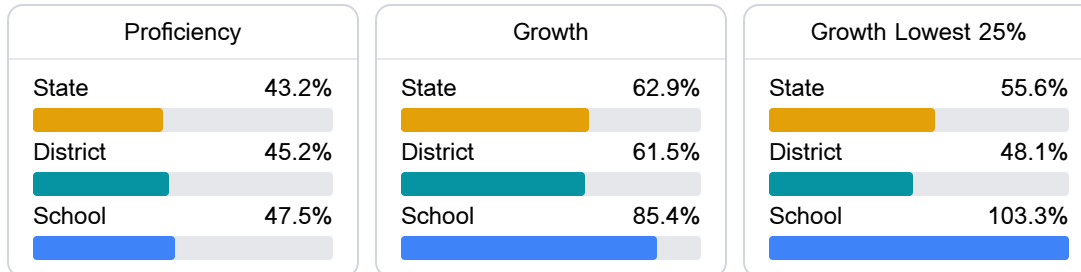 Proficiency
State 43.2%
District 45.2%
School 47.5%
Growth
State 62.9%
District 61.5%
School 85.4%
Growth Lowest 25%
State 55.6%
District 48.1%
School 103.3%